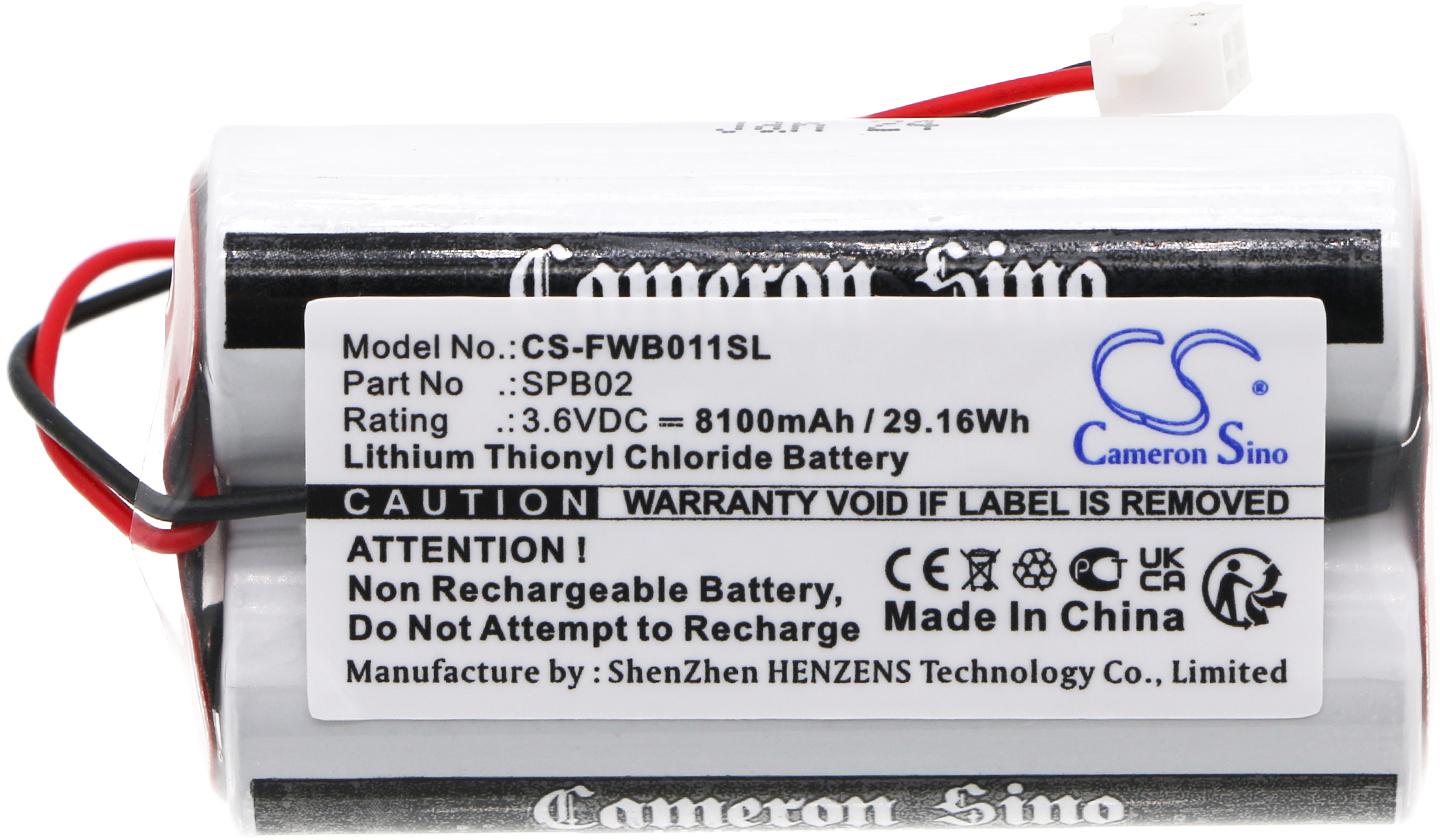 Jan 24
Cameron Sino
Model No.: CS-FWB011SL
Part No .: SPB02
Rating .: 3.6VDC ⎓ 8100mAh / 29.16Wh
Lithium Thionyl Chloride Battery
CS ®
Cameron Sino
CAUTION WARRANTY VOID IF LABEL IS REMOVED
ATTENTION !
Non Rechargeable Battery,
Do Not Attempt to Recharge
CE PCT UK CA
Made In China
Manufacture by : ShenZhen HENZENS Technology Co., Limited
Cameron Sino